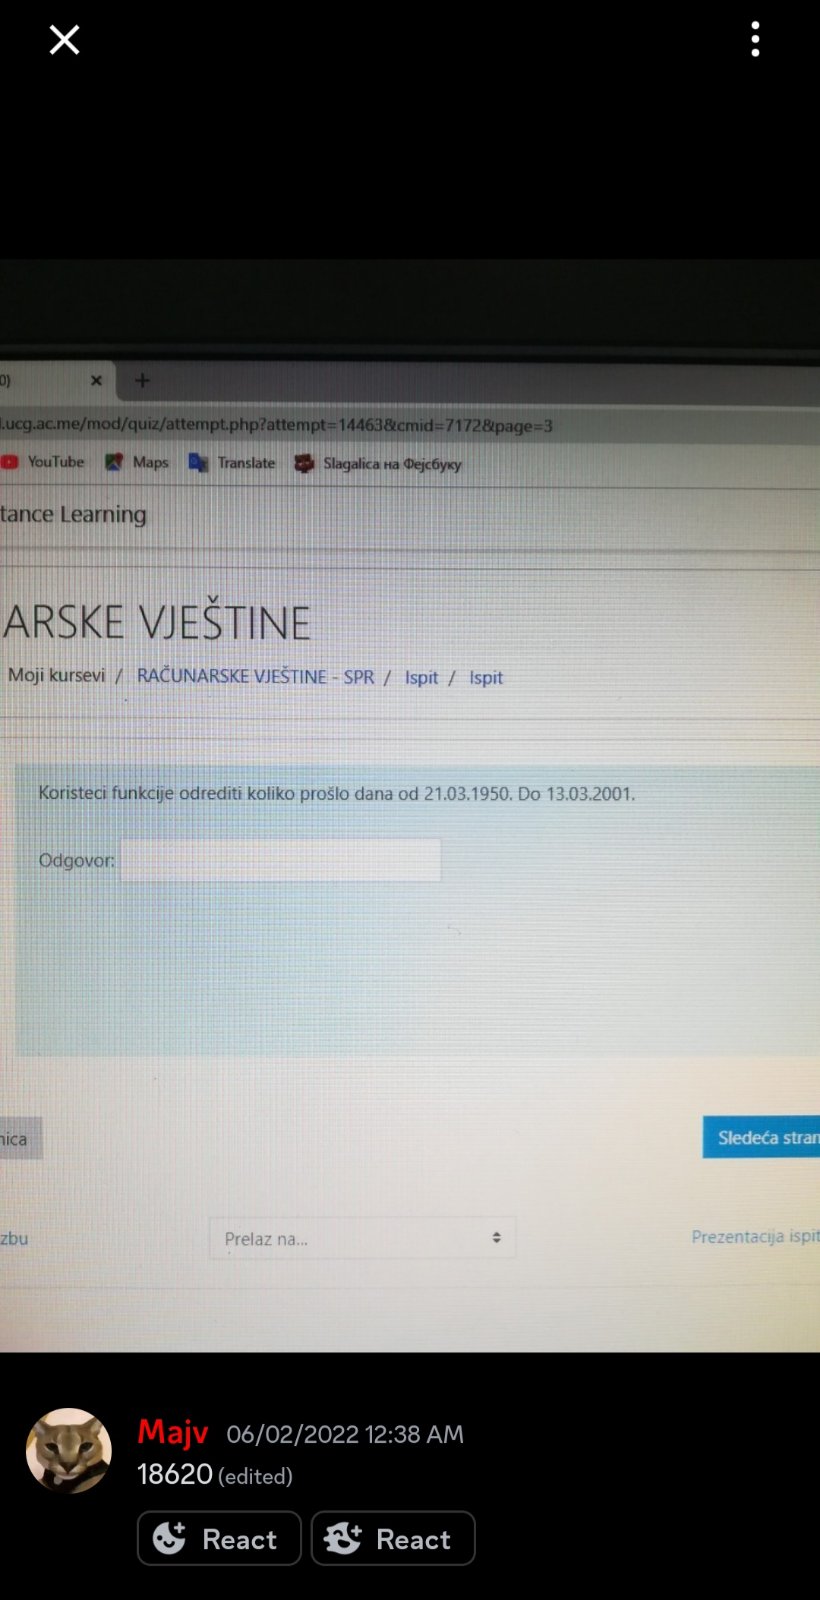 0)
l.ucg.ac.me/mod/quiz/attempt.php?attempt=14463&cmid=7172&page=3
YouTube Maps Translate Slagalica на Фејсбуку
tance Learning
ARSKE VJEŠTINE
Moji kursevi / RAČUNARSKE VJEŠTINE - SPR / Ispit / Ispit
Koristeci funkcije odrediti koliko prošlo dana od 21.03.1950. Do 13.03.2001.
Odgovor:
nica
Sledeća stran
zbu
Prelaz na...
Prezentacija ispit
Majv 06/02/2022 12:38 AM
18620 (edited)
React React